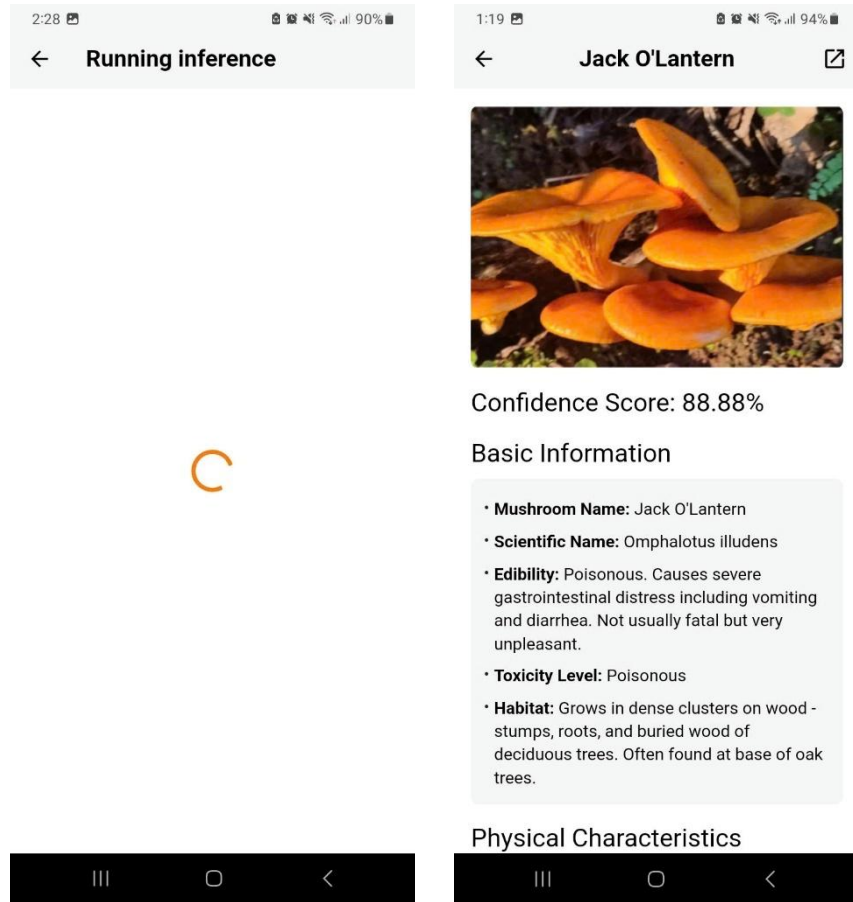 2:28 90%
Running inference
1:19 94%
Jack O'Lantern
Confidence Score: 88.88%
Basic Information
• Mushroom Name: Jack O'Lantern
• Scientific Name: Omphalotus illudens
• Edibility: Poisonous. Causes severe
gastrointestinal distress including vomiting
and diarrhea. Not usually fatal but very
unpleasant.
• Toxicity Level: Poisonous
• Habitat: Grows in dense clusters on wood -
stumps, roots, and buried wood of
deciduous trees. Often found at base of oak
trees.
Physical Characteristics